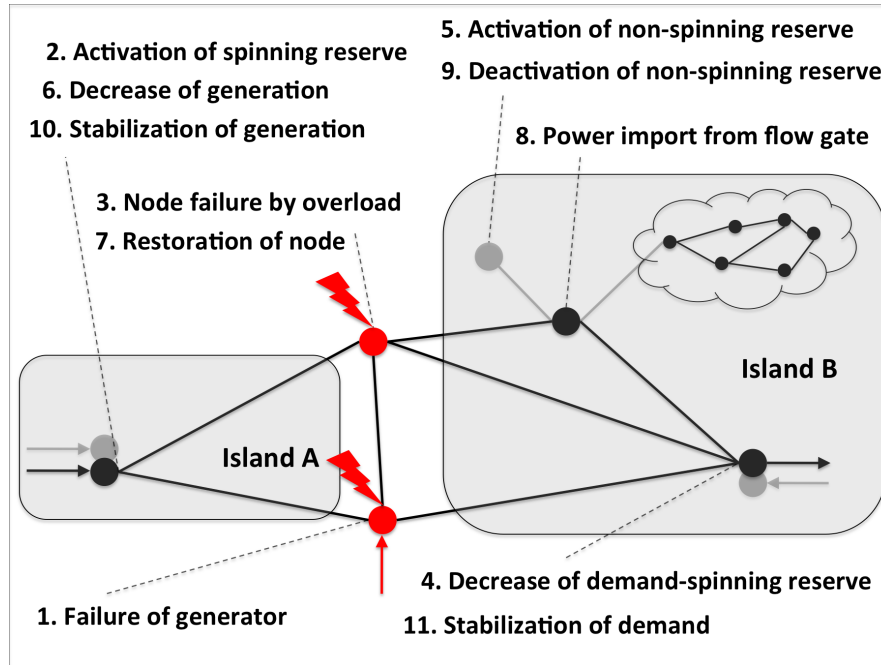 5. Activation of non-spinning reserve
2. Activation of spinning reserve
9. Deactivation of non-spinning reserve
6. Decrease of generation
10. Stabilization of generation
8. Power import from flow gate
3. Node failure by overload
7. Restoration of node
Island B
Island A
4. Decrease of demand-spinning reserve
1. Failure of generator
11. Stabilization of demand